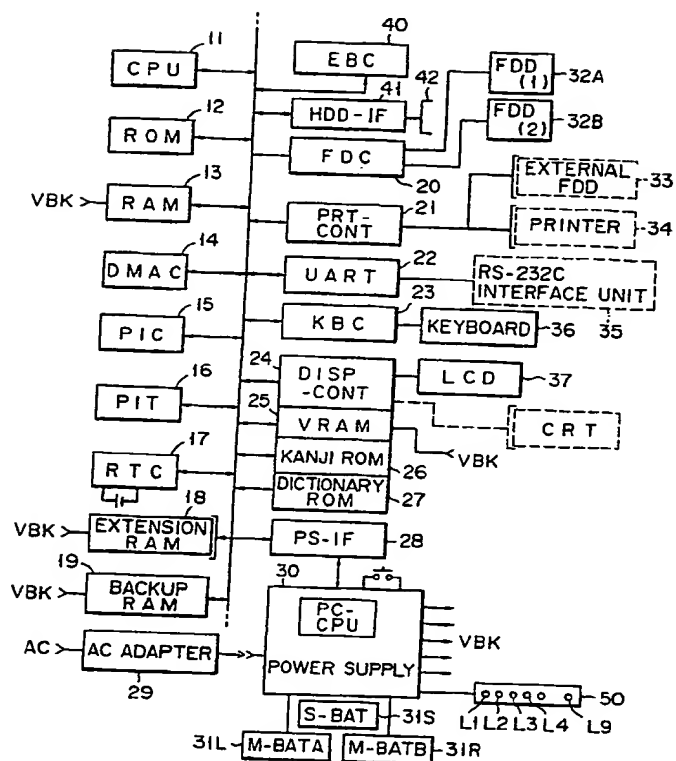 11
CPU
12
ROM
13
VBK
RAM
14
DMAC
15
PIC
16
PIT
17
RTC
18
VBK
EXTENSION
RAM
19
VBK
BACKUP
RAM
AC
AC ADAPTER
29
40
EBC
41
42
HDD-IF
FDC
20
FDD
(1)
32A
FDD
(2)
32B
21
PRT-
CONT
EXTERNAL
FDD
33
PRINTER
34
22
UART
RS-232C
INTERFACE UNIT
35
23
KBC
KEYBOARD
36
24
DISP
-CONT
LCD
37
25
VRAM
CRT
VBK
KANJI ROM
26
DICTIONARY
ROM
27
PS-IF
28
30
PC-
CPU
VBK
POWER SUPPLY
50
L1 L2 L3 L4 L9
S-BAT
31S
31L
M-BATA
M-BATB
31R